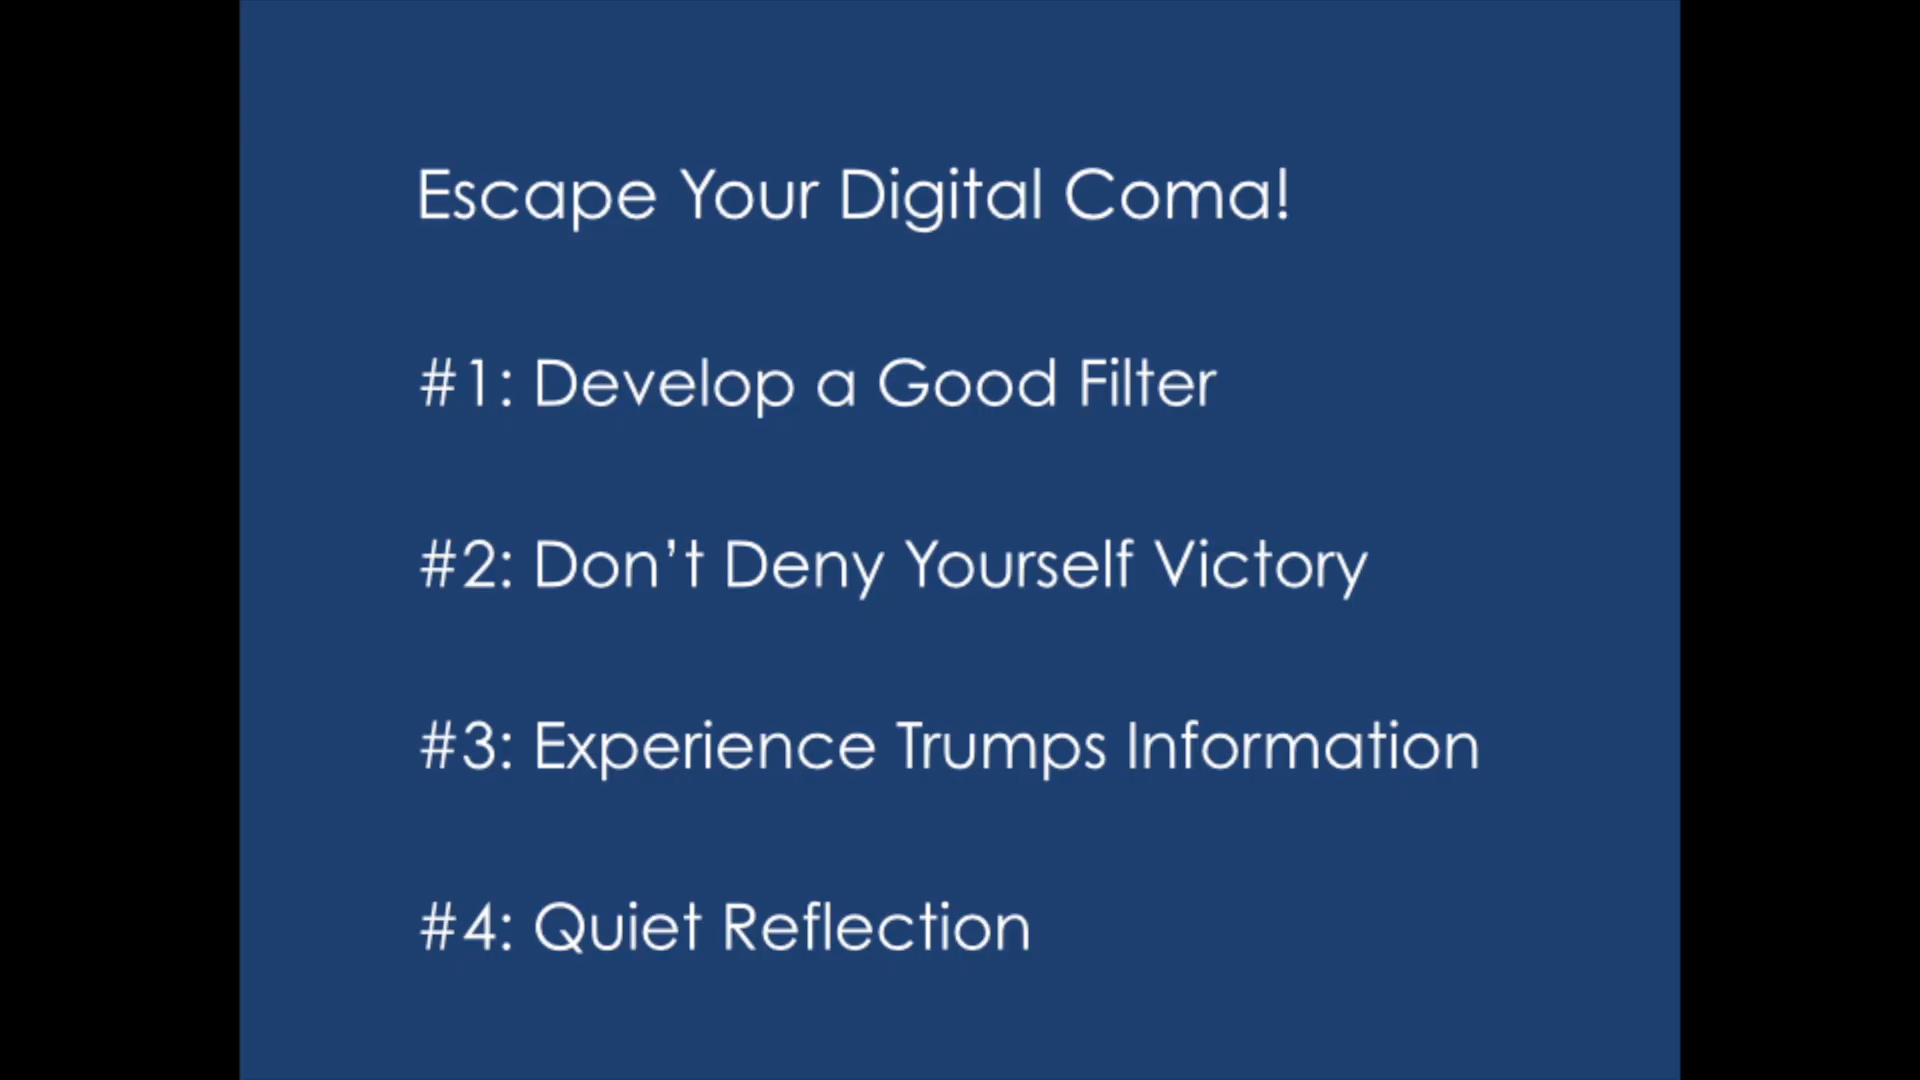 Escape Your Digital Coma!
#1: Develop a Good Filter
#2: Don’t Deny Yourself Victory
#3: Experience Trumps Information
#4: Quiet Reflection